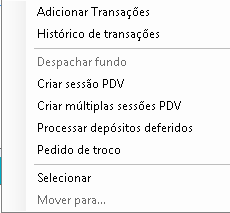 Adicionar Transações
Histórico de transações
Despachar fundo
Criar sessão PDV
Criar múltiplas sessões PDV
Processar depósitos deferidos
Pedido de troco
Selecionar
Mover para...